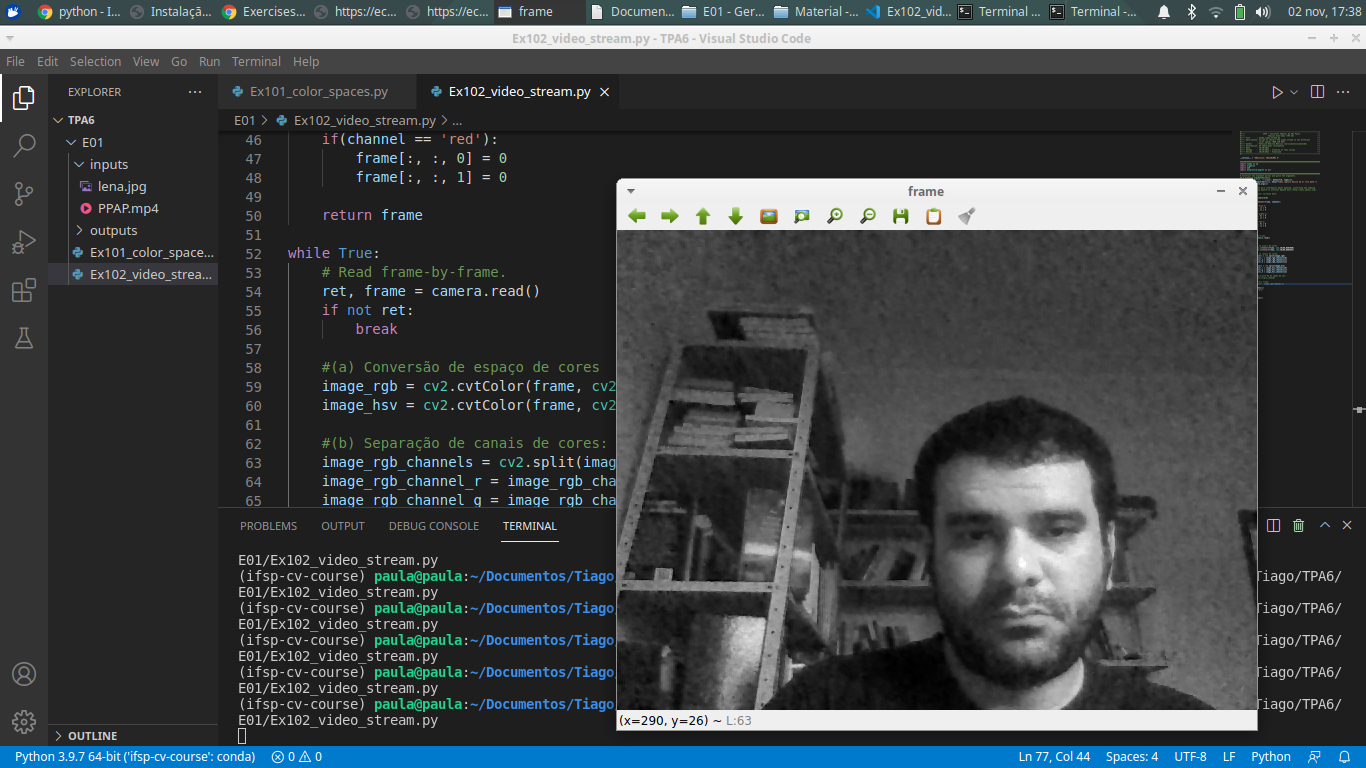 python - I...
Instalaçã...
Exercises...
https://ec...
https://ec...
frame
Documen...
E01 - Ger...
Material -...
Ex102_vid...
Terminal ...
Terminal -...
02 nov, 17:38
Ex102_video_stream.py - TPA6 - Visual Studio Code
File Edit Selection View Go Run Terminal Help
EXPLORER
TPA6
E01
inputs
lena.jpg
PPAP.mp4
outputs
Ex101_color_space...
Ex102_video_strea...
OUTLINE
Ex101_color_spaces.py
Ex102_video_stream.py
E01 > Ex102_video_stream.py > ...
46 if(channel == 'red'):
47 frame[:, :, 0] = 0
48 frame[:, :, 1] = 0
49
50 return frame
51
52 while True:
53 # Read frame-by-frame.
54 ret, frame = camera.read()
55 if not ret:
56 break
57
58 #(a) Conversão de espaço de cores
59 image_rgb = cv2.cvtColor(frame, cv2
60 image_hsv = cv2.cvtColor(frame, cv2
61
62 #(b) Separação de canais de cores:
63 image_rgb_channels = cv2.split(imag
64 image_rgb_channel_r = image_rgb_cha
65 image_rgb_channel_g = image_rgb_cha
frame
(x=290, y=26) ~ L:63
PROBLEMS OUTPUT DEBUG CONSOLE TERMINAL
E01/Ex102_video_stream.py
(ifsp-cv-course) paula@paula:~/Documentos/Tiago Tiago/TPA6/
E01/Ex102_video_stream.py
(ifsp-cv-course) paula@paula:~/Documentos/Tiago Tiago/TPA6/
E01/Ex102_video_stream.py
(ifsp-cv-course) paula@paula:~/Documentos/Tiago Tiago/TPA6/
E01/Ex102_video_stream.py
(ifsp-cv-course) paula@paula:~/Documentos/Tiago Tiago/TPA6/
E01/Ex102_video_stream.py
(ifsp-cv-course) paula@paula:~/Documentos/Tiago Tiago/TPA6/
E01/Ex102_video_stream.py
Python 3.9.7 64-bit ('ifsp-cv-course': conda) 0 0 Ln 77, Col 44 Spaces: 4 UTF-8 LF Python